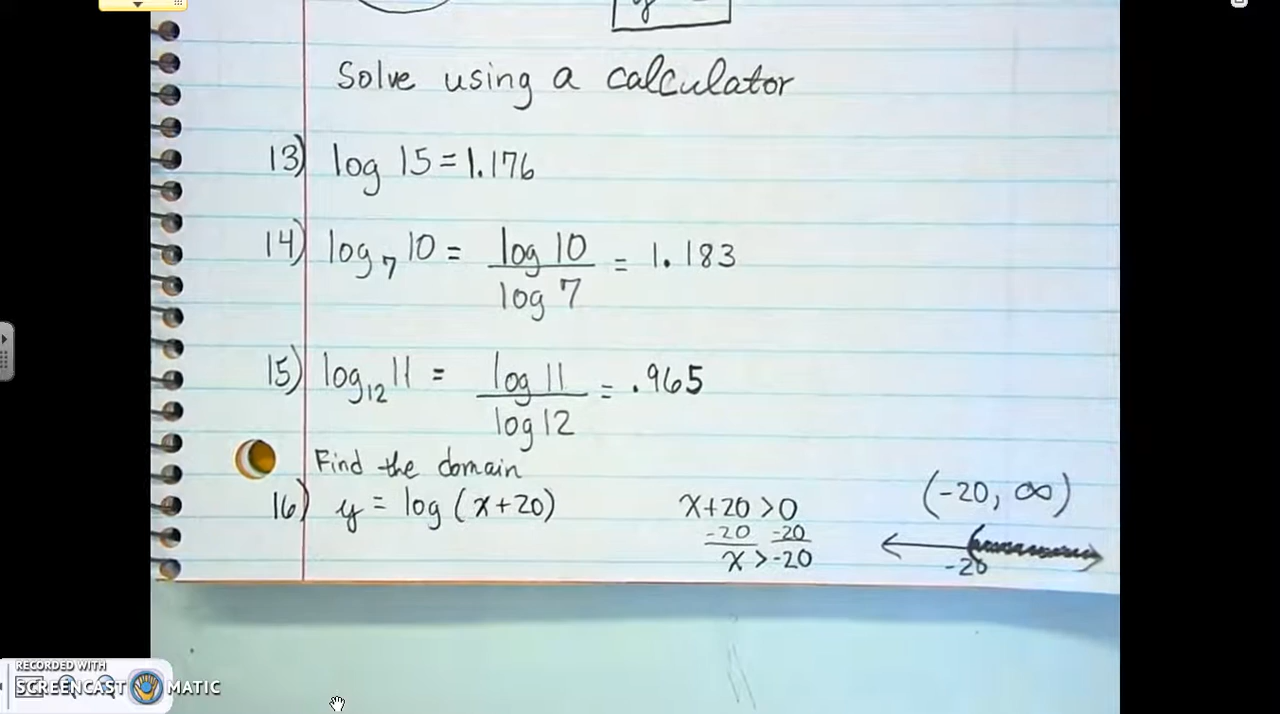 y
Solve using a calculator
13) log 15 = 1.176
14) log₇ 10 = log 10 / log 7 = 1.183
15) log₁₂ 11 = log 11 / log 12 = .965
Find the domain
16) y = log (x+20)
x+20 >0
-20 -20
x > -20
(-20, ∞)
-20
RECORDED WITH
SCREENCAST MATIC